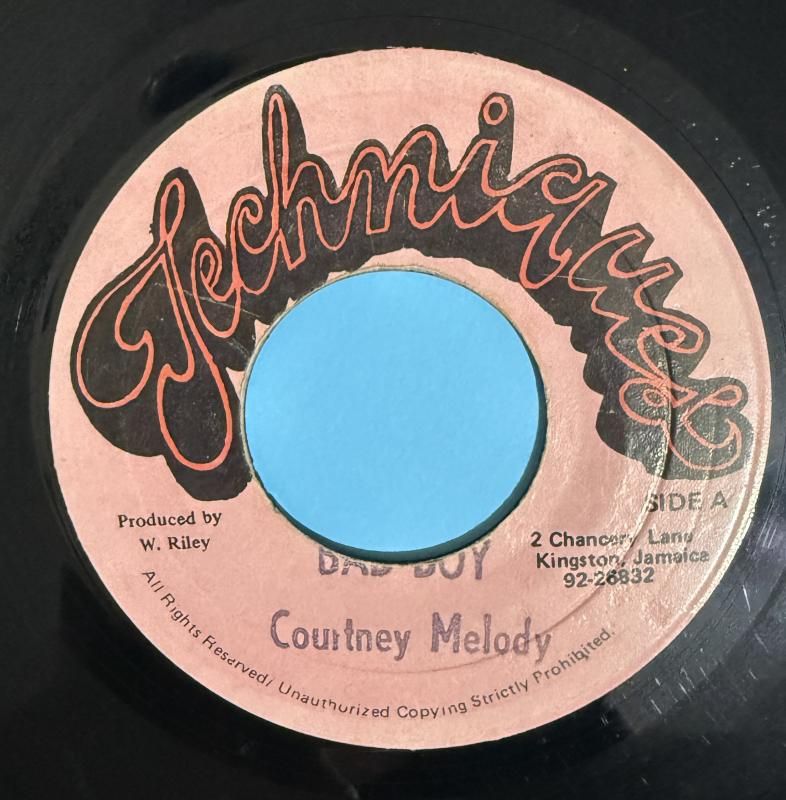 Techniques
SIDE A
Produced by
W. Riley
2 Chancery Lane
Kingston, Jamaica
92-26832
BAD BOY
Courtney Melody
All Rights Reserved/ Unauthorized Copying Strictly Prohibited.